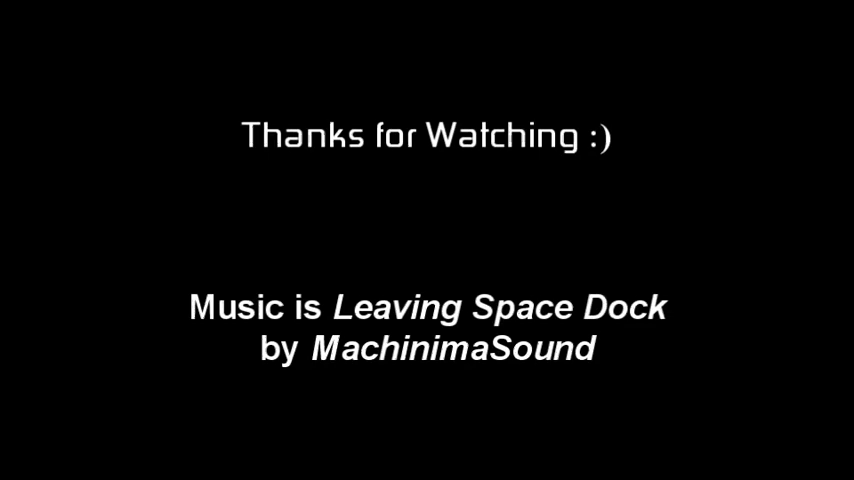 Thanks for Watching :)
Music is Leaving Space Dock
by MachinimaSound